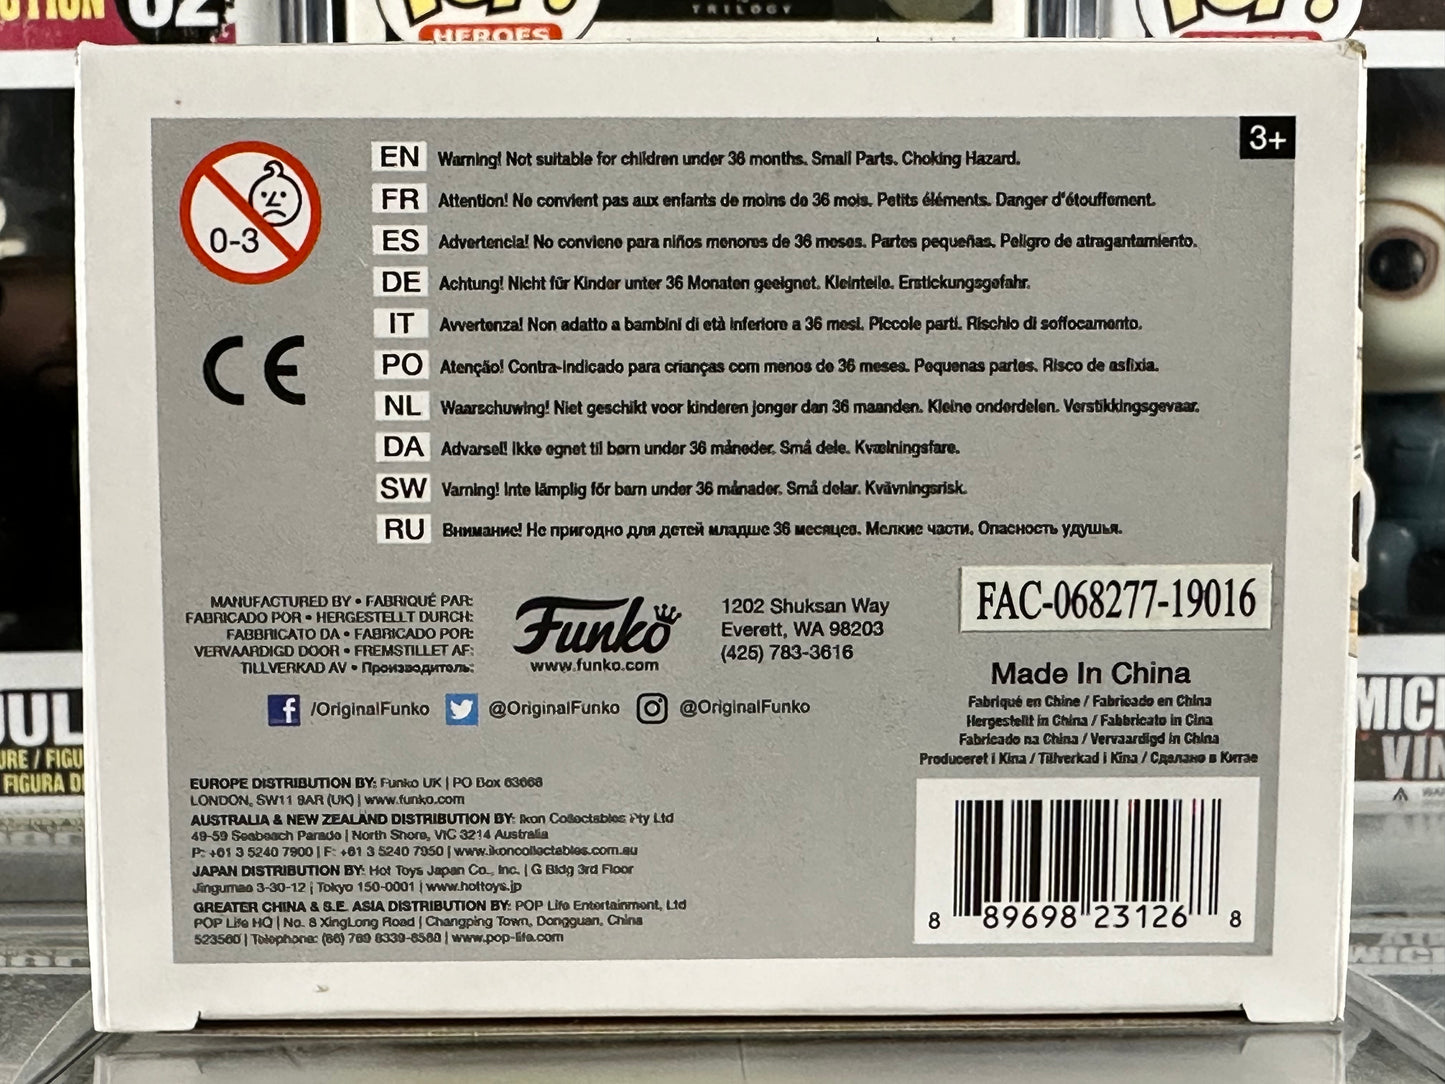 TRILOGY
HEROES
3+
0-3
EN Warning! Not suitable for children under 36 months. Small Parts. Choking Hazard.
FR Attention! Ne convient pas aux enfants de moins de 36 mois. Petits éléments. Danger d'étouffement.
ES Advertencia! No conviene para niños menores de 36 meses. Partes pequeñas. Peligro de atragantamiento.
DE Achtung! Nicht für Kinder unter 36 Monaten geeignet. Kleinteile. Erstickungsgefahr.
IT Avvertenza! Non adatto a bambini di età inferiore a 36 mesi. Piccole parti. Rischio di soffocamento.
PO Atenção! Contra-indicado para crianças com menos de 36 meses. Pequenas partes. Risco de asfixia.
NL Waarschuwing! Niet geschikt voor kinderen jonger dan 36 maanden. Kleine onderdelen. Verstikkingsgevaar.
DA Advarsel! Ikke egnet til børn under 36 måneder. Små dele. Kvælningsfare.
SW Varning! Inte lämplig för barn under 36 månader. Små delar. Kvävningsrisk.
RU Внимание! Не пригодно для детей младше 36 месяцев. Мелкие части. Опасность удушья.
CE
MANUFACTURED BY • FABRIQUÉ PAR:
FABRICADO POR • HERGESTELLT DURCH:
FABBRICATO DA • FABRICADO POR:
VERVAARDIGD DOOR • FREMSTILLET AF:
TILLVERKAD AV • Производитель:
Funko
www.funko.com
1202 Shuksan Way
Everett, WA 98203
(425) 783-3616
/OriginalFunko @OriginalFunko @OriginalFunko
FAC-068277-19016
Made In China
Fabriqué en Chine / Fabricado en China
Hergestellt in China / Fabbricato in Cina
Fabricado na China / Vervaardigd in China
Produceret i Kina / Tillverkad i Kina / Сделано в Китае
EUROPE DISTRIBUTION BY: Funko UK | PO Box 63668
LONDON, SW11 9AR (UK) | www.funko.com
AUSTRALIA & NEW ZEALAND DISTRIBUTION BY: Ikon Collectables Pty Ltd
49-59 Seabeach Parade | North Shore, VIC 3214 Australia
P: +61 3 5240 7900 | F: +61 3 5240 7950 | www.ikoncollectables.com.au
JAPAN DISTRIBUTION BY: Hot Toys Japan Co., Inc. | G Bldg 3rd Floor
Jingumae 3-30-12 | Tokyo 150-0001 | www.hottoys.jp
GREATER CHINA & S.E. ASIA DISTRIBUTION BY: POP Life Entertainment, Ltd
POP Life HQ | No. 8 XingLong Road | Changping Town, Dongguan, China
523560 | Telephone: (86) 769 8339-6588 | www.pop-life.com
8 89698 23126 8
FIGURA